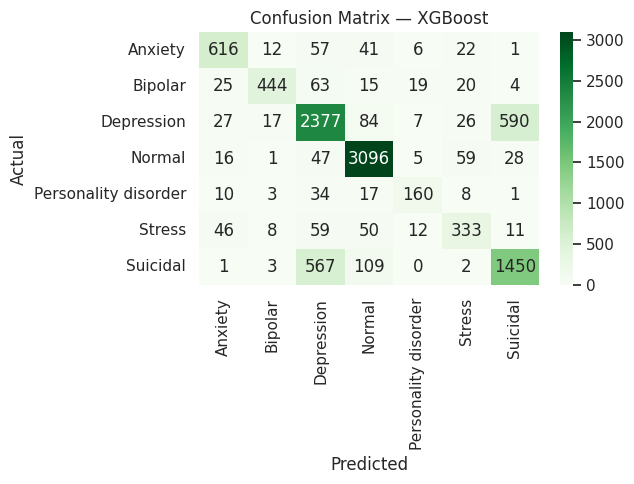 Confusion Matrix — XGBoost
Actual
Anxiety 616 12 57 41 6 22 1
Bipolar 25 444 63 15 19 20 4
Depression 27 17 2377 84 7 26 590
Normal 16 1 47 3096 5 59 28
Personality disorder 10 3 34 17 160 8 1
Stress 46 8 59 50 12 333 11
Suicidal 1 3 567 109 0 2 1450
Anxiety
Bipolar
Depression
Normal
Personality disorder
Stress
Suicidal
Predicted
3000
2500
2000
1500
1000
500
0